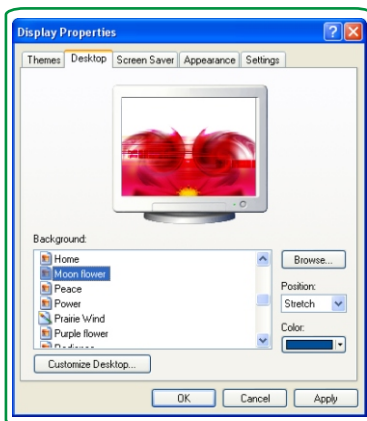 Display Properties
Themes Desktop Screen Saver Appearance Settings
Background:
Home
Moon flower
Peace
Power
Prairie Wind
Purple flower
Radiance
Browse...
Position:
Stretch
Color:
Customize Desktop...
OK Cancel Apply